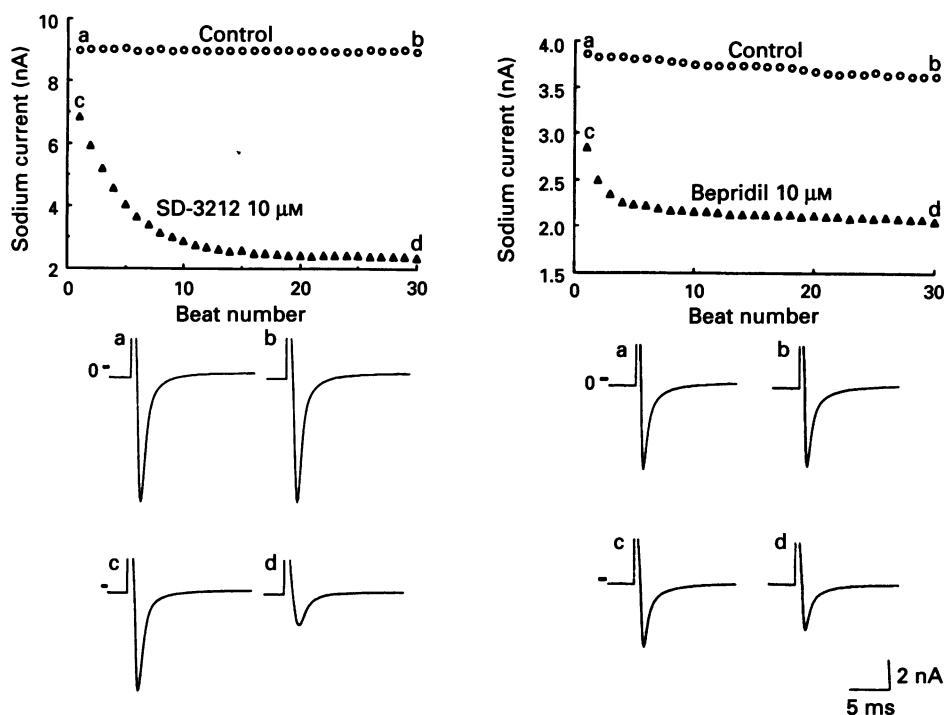 Sodium current (nA)
10
8
6
4
2
a
b
Control
c
SD-3212 10 μM
d
0
10
20
30
Beat number
Sodium current (nA)
4.0
3.5
3.0
2.5
2.0
1.5
a
b
Control
c
Bepridil 10 μM
d
0
10
20
30
Beat number
a
b
0
c
d
a
b
0
c
d
2 nA
5 ms